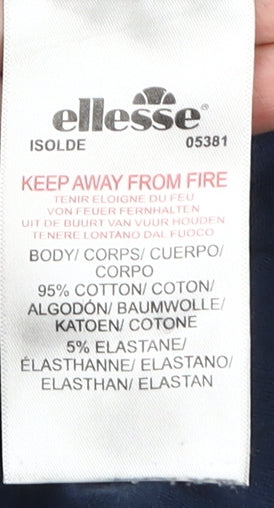 ellesse®
ISOLDE 05381
KEEP AWAY FROM FIRE
TENIR ELOIGNE DU FEU
VON FEUER FERNHALTEN
UIT DE BUURT VAN VUUR HOUDEN
TENERE LONTANO DAL FUOCO
BODY/ CORPS/ CUERPO/
CORPO
95% COTTON/ COTON/
ALGODÓN/ BAUMWOLLE/
KATOEN/ COTONE
5% ELASTANE/
ÉLASTHANNE/ ELASTANO/
ELASTHAN/ ELASTAN